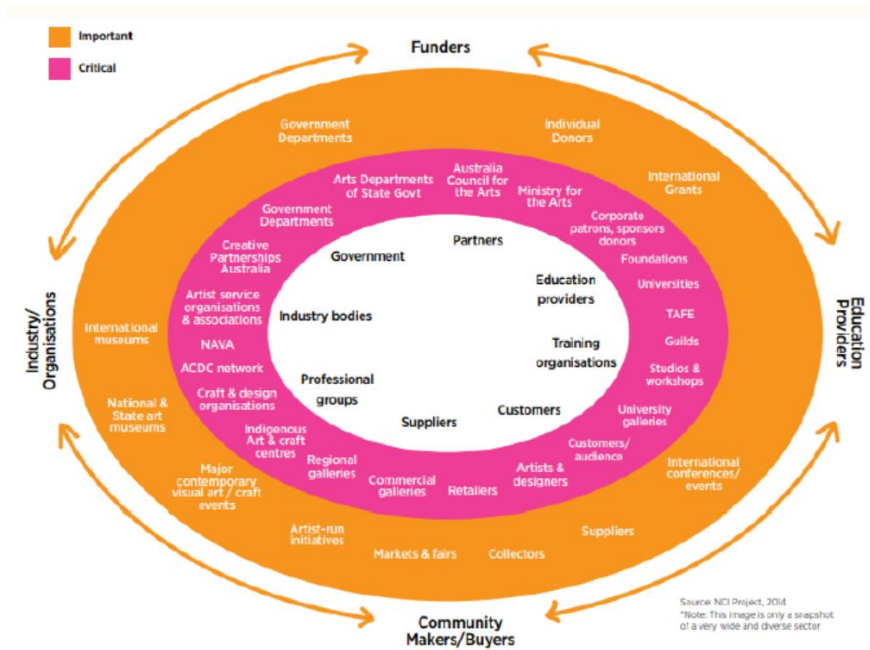 Important
Critical
Funders
Government
Departments
Individual
Donors
International
Grants
Arts Departments
of State Govt
Australia
Council for
the Arts
Ministry for
the Arts
Government
Departments
Corporate
patrons, sponsors
donors
Creative
Partnerships
Australia
Foundations
Partners
Government
Universities
Education
providers
Artist service
organisations
& associations
Industry bodies
TAFE
International
museums
NAVA
Guilds
Training
organisations
ACDC network
Studios &
workshops
Professional
groups
Craft & design
organisations
National &
State art
museums
Customers
Suppliers
University
galleries
Indigenous
Art & craft
centres
Customers/
audience
Regional
galleries
Commercial
galleries
Retailers
Artists &
designers
Major
contemporary
visual art / craft
events
International
conferences/
events
Artist-run
initiatives
Markets & fairs
Collectors
Suppliers
Industry/
Organisations
Education
Providers
Community
Makers/Buyers
Source: NCI Project, 2014
*Note: This image is only a snapshot
of a very wide and diverse sector